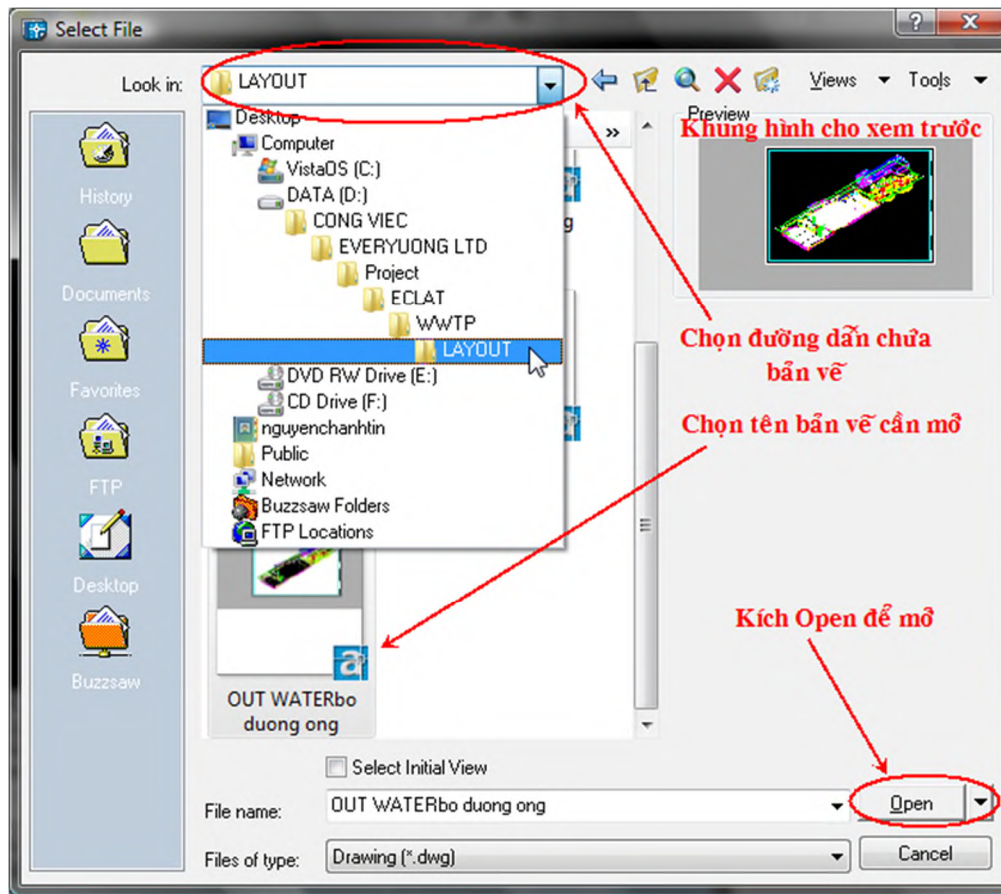 Select File
Look in:
LAYOUT
Views
Tools
Desktop
Computer
VistaOS (C:)
DATA (D:)
CONG VIEC
EVERYUONG LTD
Project
ECLAT
WWTP
LAYOUT
DVD RW Drive (E:)
CD Drive (F:)
nguyenchanhtin
Public
Network
Buzzsaw Folders
FTP Locations
»
g
Preview
Khung hình cho xem trước
History
Documents
Favorites
FTP
Desktop
Buzzsaw
Chọn đường dẫn chứa
bản vẽ
Chọn tên bản vẽ cần mở
Kích Open để mở
OUT WATERbo
duong ong
Select Initial View
File name:
OUT WATERbo duong ong
Open
Files of type:
Drawing (*.dwg)
Cancel